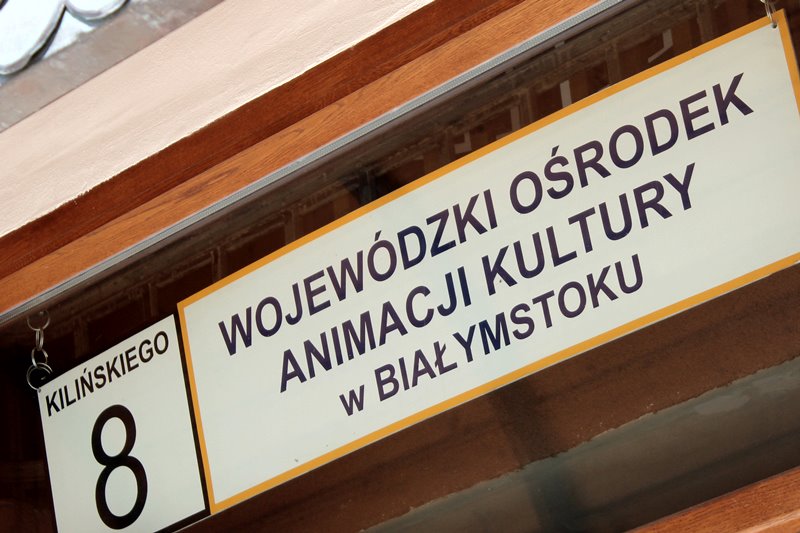 KILIŃSKIEGO
8
WOJEWÓDZKI OŚRODEK
ANIMACJI KULTURY
w BIAŁYMSTOKU